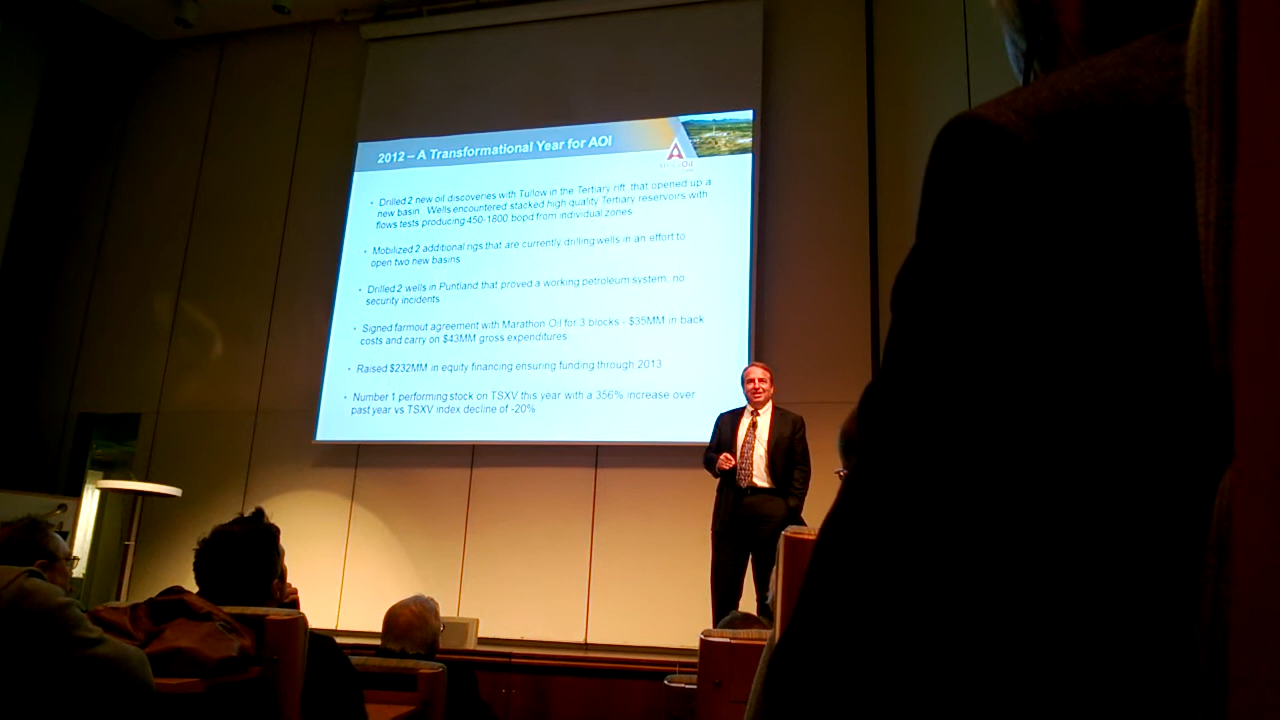 2012 – A Transformational Year for AOI
Oil
• Drilled 2 new oil discoveries with Tullow in the Tertiary rift that opened up a
new basin. Wells encountered stacked high quality Tertiary reservoirs with
flows tests producing 450-1800 bopd from individual zones
• Mobilized 2 additional rigs that are currently drilling wells in an effort to
open two new basins
• Drilled 2 wells in Puntland that proved a working petroleum system, no
security incidents
• Signed farmout agreement with Marathon Oil for 3 blocks - $35MM in back
costs and carry on $43MM gross expenditures
• Raised $232MM in equity financing ensuring funding through 2013
• Number 1 performing stock on TSXV this year with a 356% increase over
past year vs TSXV index decline of -20%